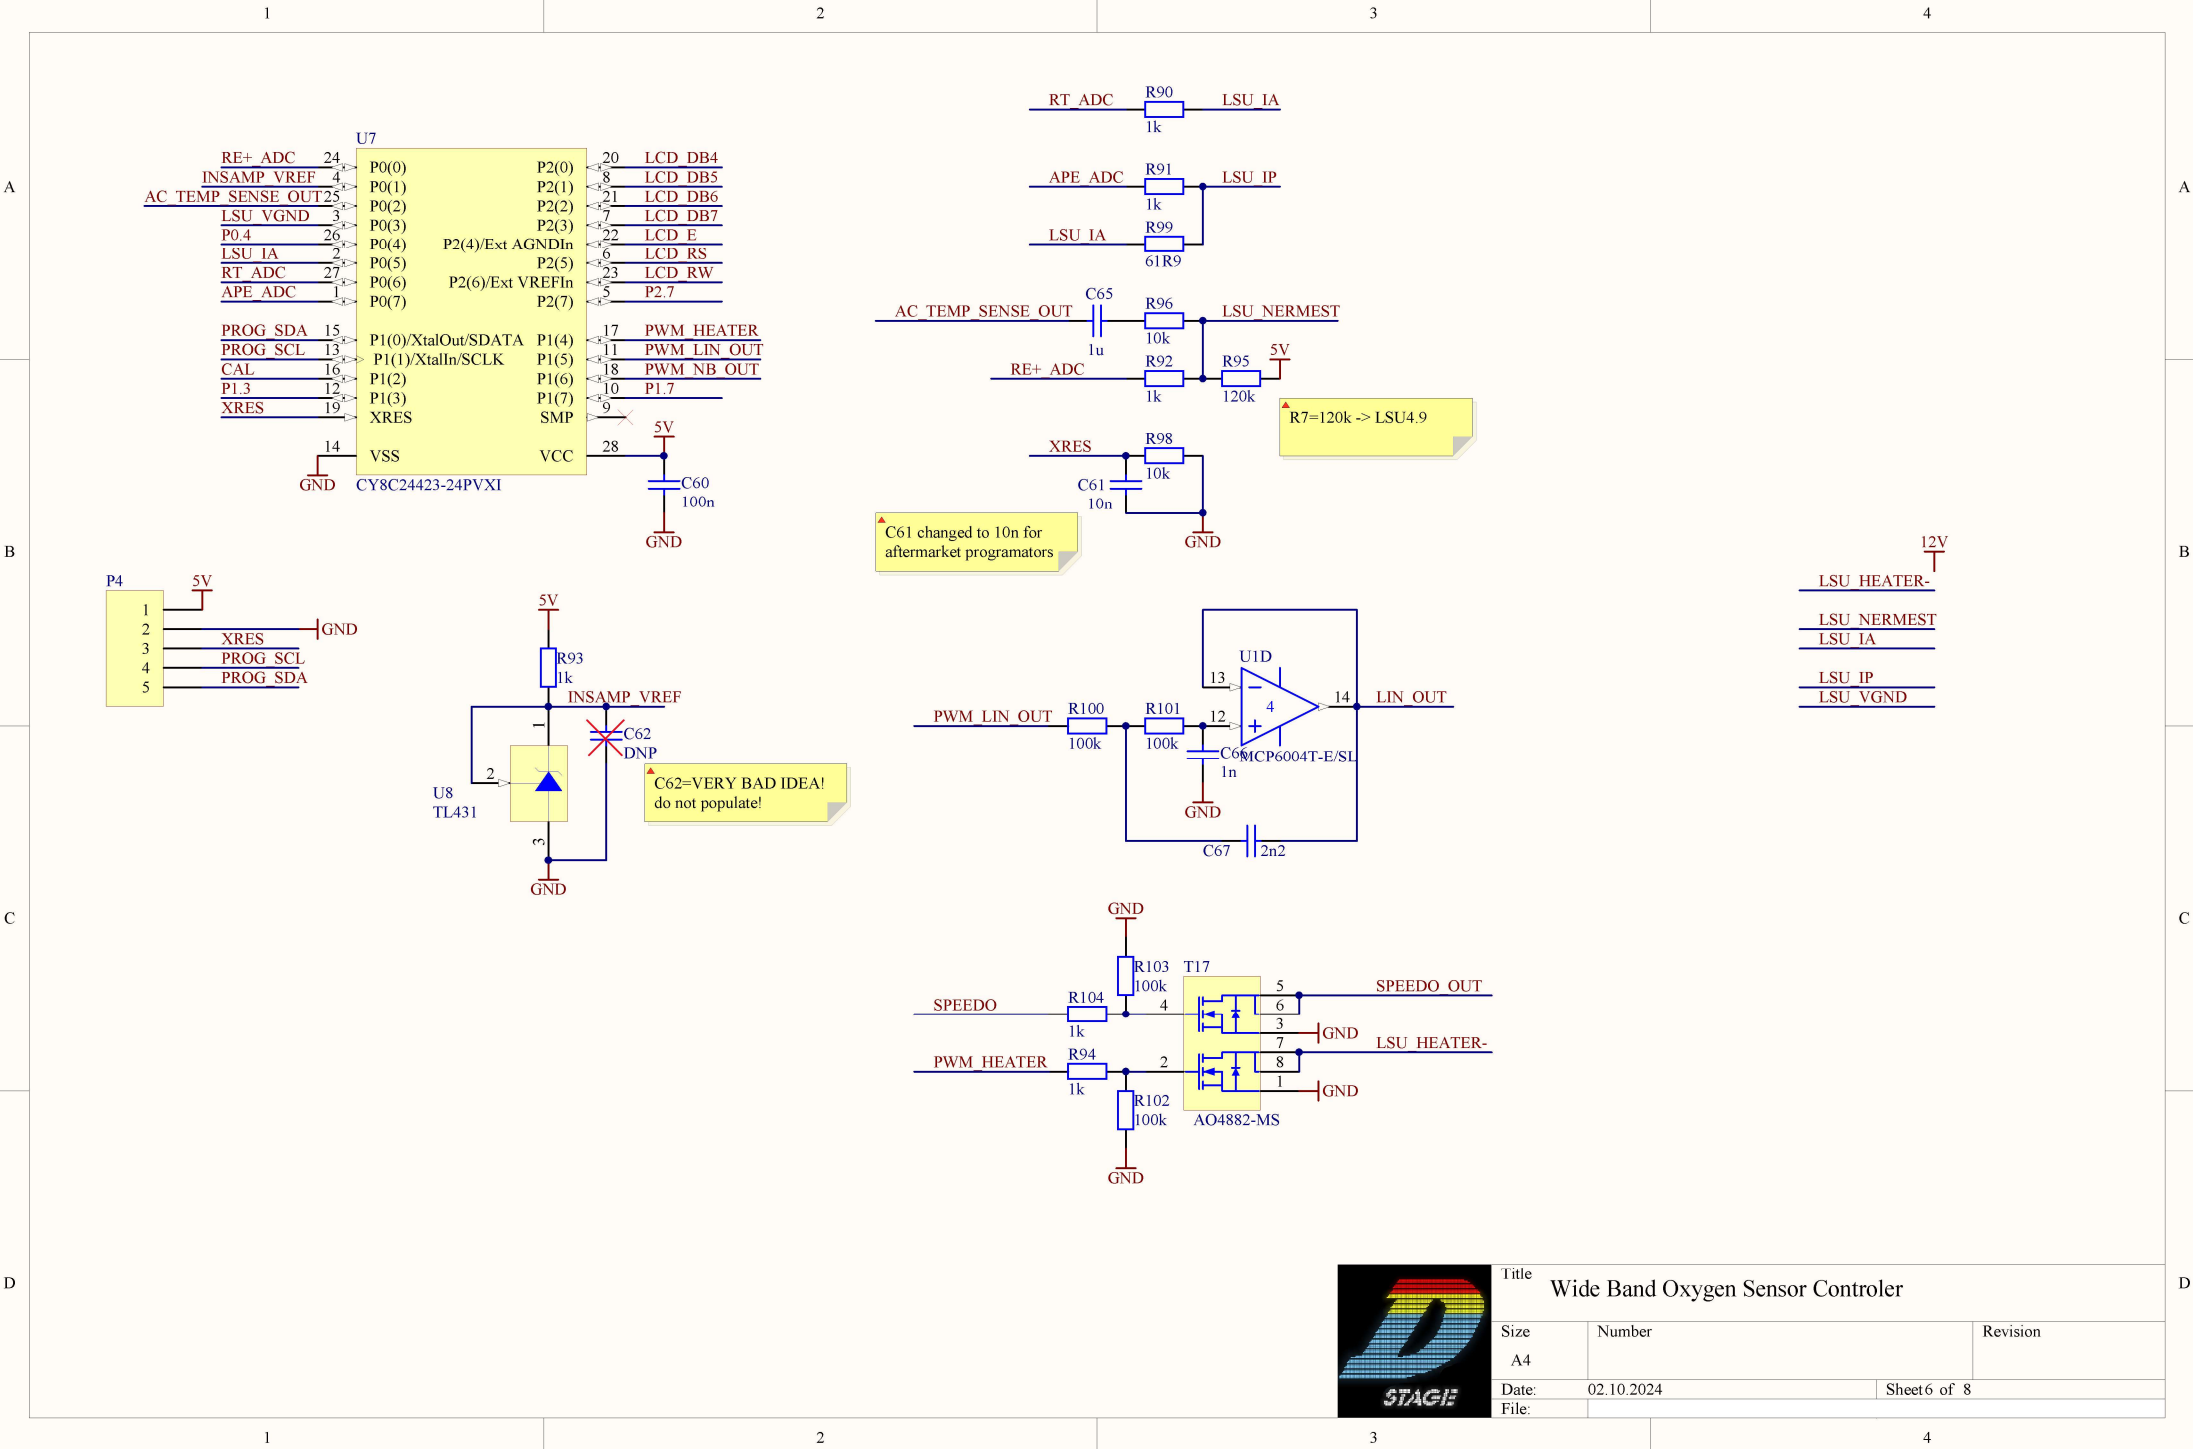 1 2 3 4
A A
B B
C C
D D
U7
RE+_ADC 24 P0(0) P2(0) 20 LCD_DB4
INSAMP_VREF 4 P0(1) P2(1) 8 LCD_DB5
AC_TEMP_SENSE_OUT 25 P0(2) P2(2) 21 LCD_DB6
LSU_VGND 3 P0(3) P2(3) 7 LCD_DB7
P0.4 26 P0(4) P2(4)/Ext AGNDIn 22 LCD_E
LSU_IA 2 P0(5) P2(5) 6 LCD_RS
RT_ADC 27 P0(6) P2(6)/Ext VREFIn 23 LCD_RW
APE_ADC 1 P0(7) P2(7) 5 P2.7
PROG_SDA 15 P1(0)/XtalOut/SDATA P1(4) 17 PWM_HEATER
PROG_SCL 13 P1(1)/XtalIn/SCLK P1(5) 11 PWM_LIN_OUT
CAL 16 P1(2) P1(6) 18 PWM_NB_OUT
P1.3 12 P1(3) P1(7) 10 P1.7
XRES 19 XRES SMP 9
14 VSS VCC 28 5V
GND CY8C24423-24PVXI
C60
100n
GND
RT_ADC R90 LSU_IA
1k
APE_ADC R91 LSU_IP
1k
LSU_IA R99
61R9
AC_TEMP_SENSE_OUT C65 R96 LSU_NERMEST
1u 10k
RE+_ADC R92 R95 5V
1k 120k
R7=120k -> LSU4.9
XRES R98
10k
C61
10n
GND
C61 changed to 10n for
aftermarket programators
P4 5V
1
2 GND
3 XRES
4 PROG_SCL
5 PROG_SDA
5V
R93
1k
INSAMP_VREF
1
C62
DNP
2
U8
TL431
3
GND
C62=VERY BAD IDEA!
do not populate!
U1D
13
4 14 LIN_OUT
PWM_LIN_OUT R100 R101 12
100k 100k
C66 MCP6004T-E/SL
1n
GND
C67 2n2
12V
LSU_HEATER-
LSU_NERMEST
LSU_IA
LSU_IP
LSU_VGND
GND
R103 T17
100k
SPEEDO R104 4 5 SPEEDO_OUT
1k 6
3 GND
PWM_HEATER R94 2 7 LSU_HEATER-
1k 8
1 GND
R102
100k AO4882-MS
GND
D
STAGE
Title Wide Band Oxygen Sensor Controler
Size Number Revision
A4
Date: 02.10.2024 Sheet6 of 8
File:
1 2 3 4